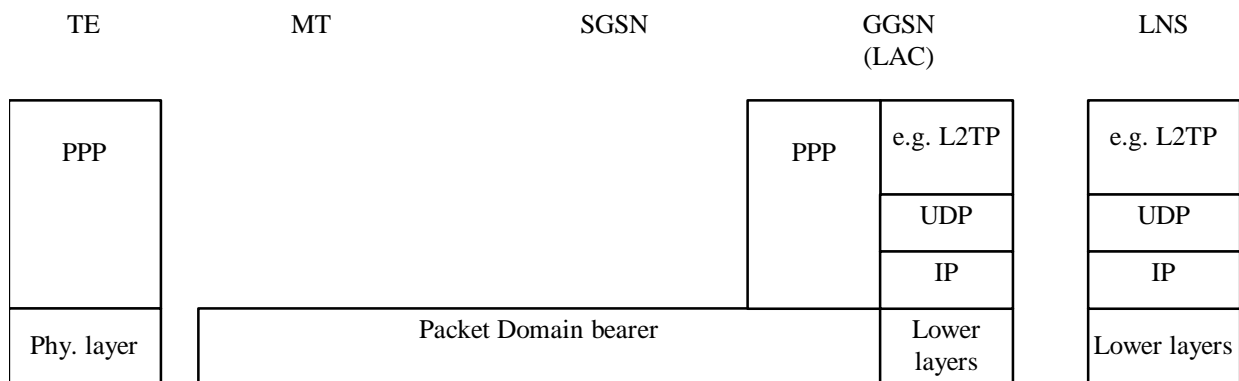 TE MT SGSN GGSN LNS
(LAC)
PPP PPP e.g. L2TP e.g. L2TP
UDP UDP
IP IP
Phy. layer Packet Domain bearer Lower Lower layers
layers